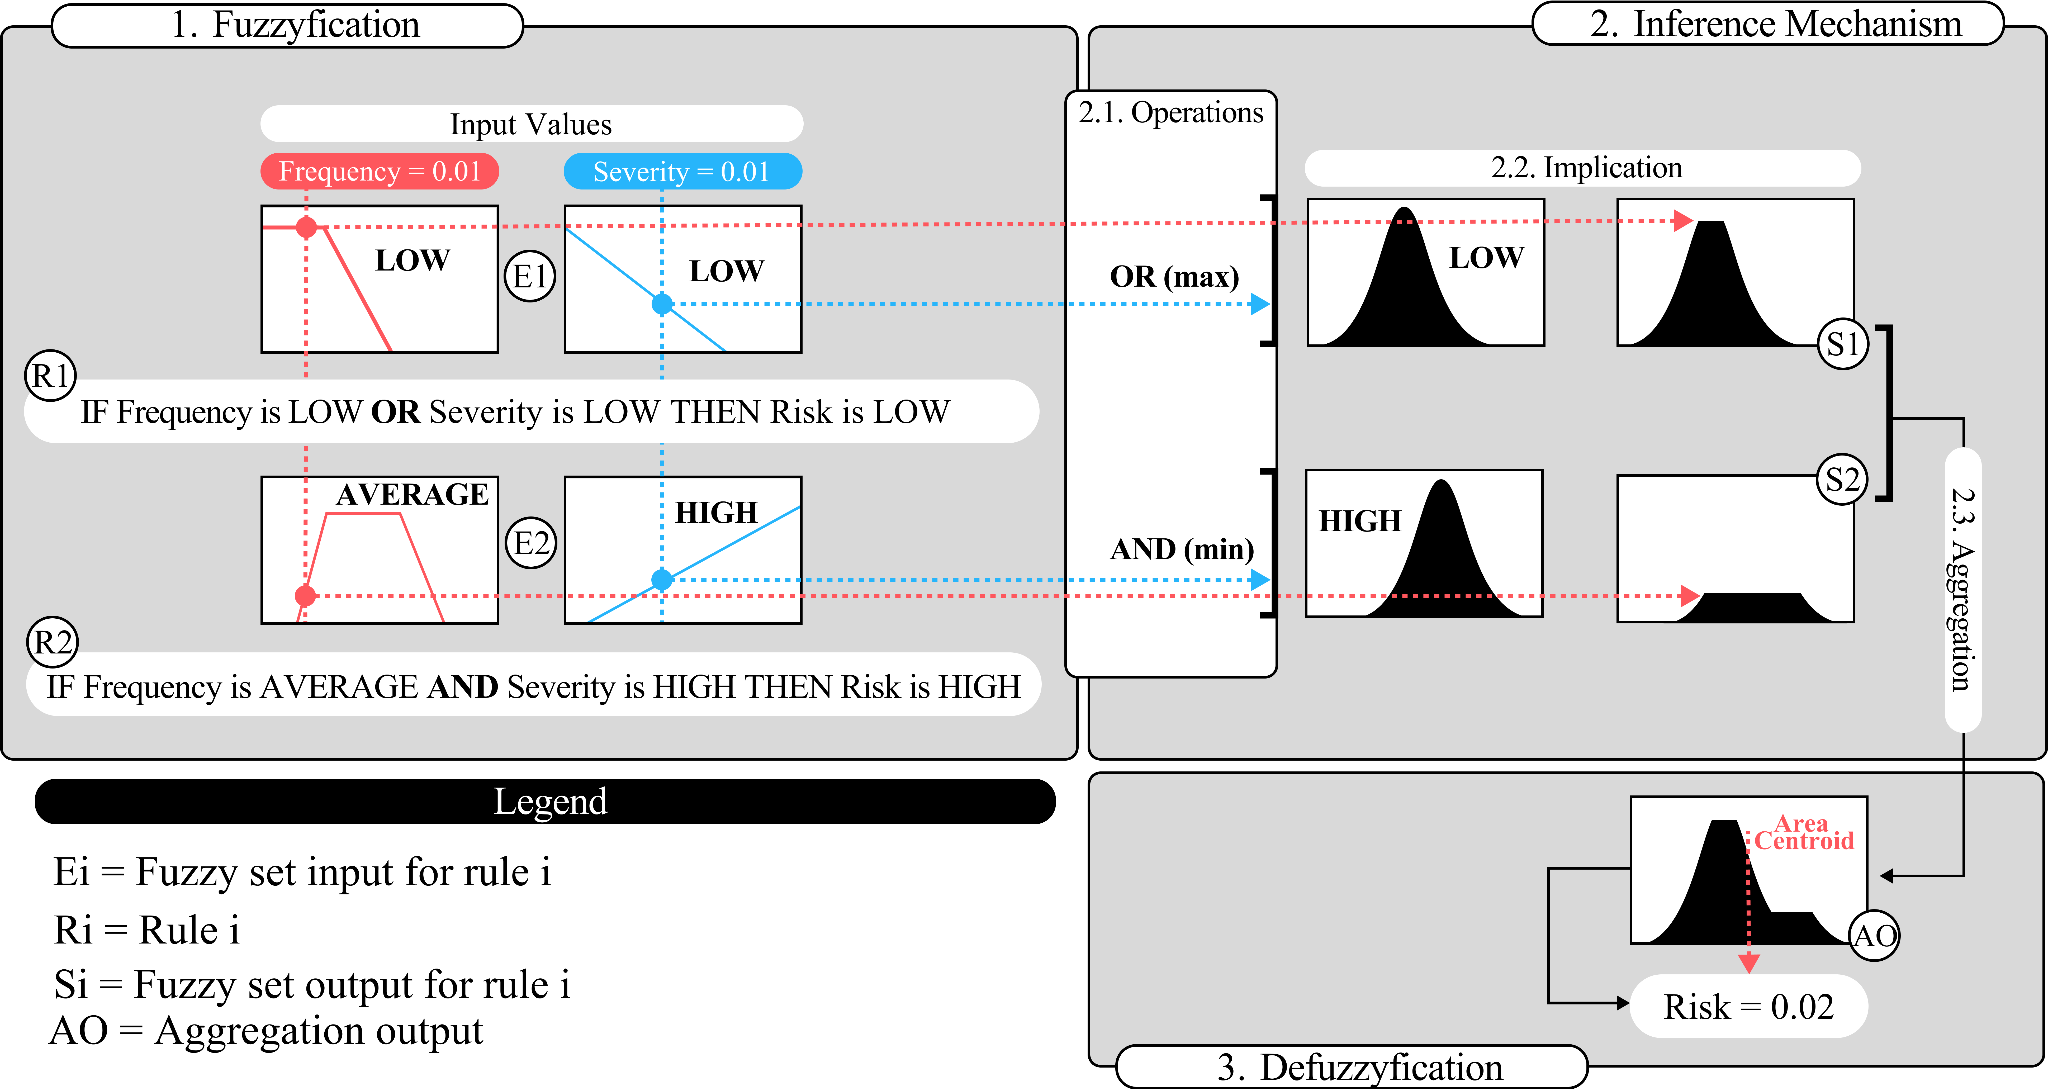 1. Fuzzyfication
2. Inference Mechanism
Input Values
2.1. Operations
Frequency = 0.01
Severity = 0.01
2.2. Implication
LOW
E1
LOW
OR (max)
LOW
S1
R1
IF Frequency is LOW OR Severity is LOW THEN Risk is LOW
AVERAGE
E2
HIGH
AND (min)
HIGH
S2
2.3. Aggregation
R2
IF Frequency is AVERAGE AND Severity is HIGH THEN Risk is HIGH
Legend
Ei = Fuzzy set input for rule i
Ri = Rule i
Si = Fuzzy set output for rule i
AO = Aggregation output
Area
Centroid
AO
Risk = 0.02
3. Defuzzyfication